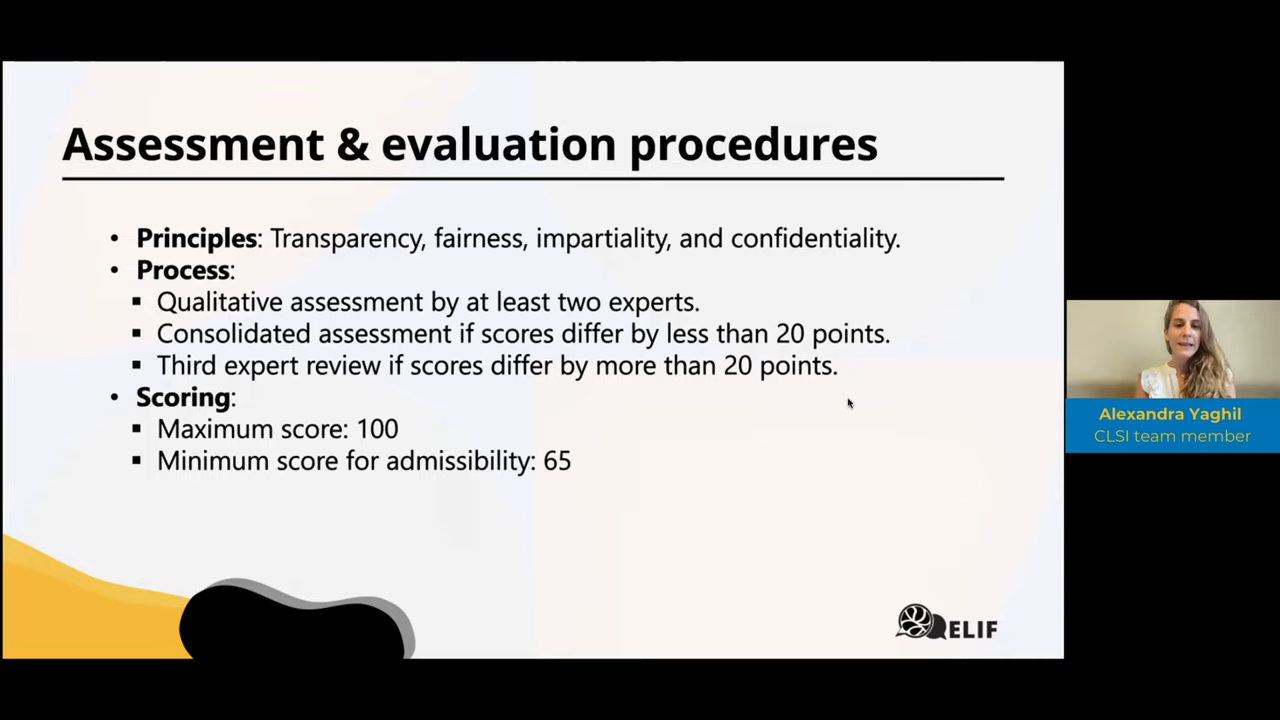 Assessment & evaluation procedures
• Principles: Transparency, fairness, impartiality, and confidentiality.
• Process:
▪ Qualitative assessment by at least two experts.
▪ Consolidated assessment if scores differ by less than 20 points.
▪ Third expert review if scores differ by more than 20 points.
• Scoring:
▪ Maximum score: 100
▪ Minimum score for admissibility: 65
ELIF
Alexandra Yaghil
CLSI team member